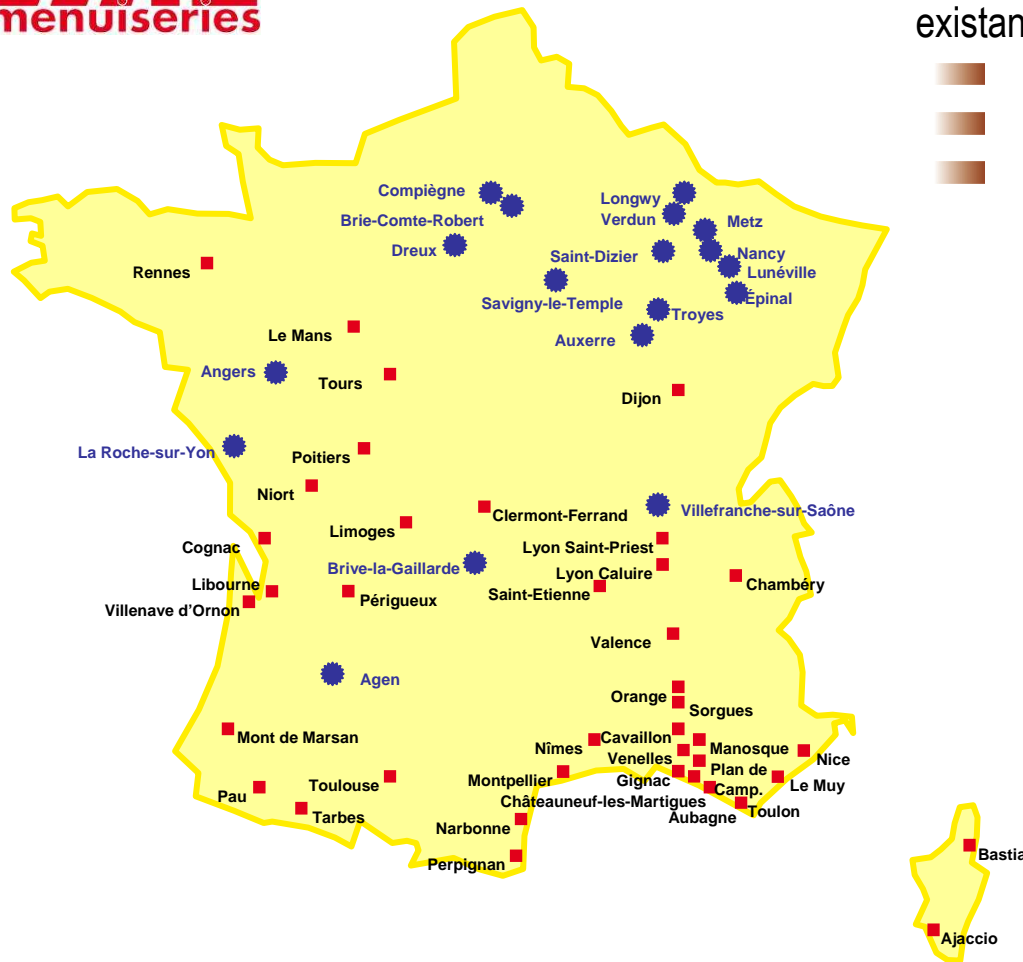 menuiseries
existan
Compiègne
Longwy
Brie-Comte-Robert
Verdun
Metz
Dreux
Saint-Dizier
Nancy
Rennes
Lunéville
Savigny-le-Temple
Épinal
Troyes
Le Mans
Auxerre
Angers
Tours
Dijon
La Roche-sur-Yon
Poitiers
Niort
Clermont-Ferrand
Villefranche-sur-Saône
Limoges
Cognac
Lyon Saint-Priest
Brive-la-Gaillarde
Lyon Caluire
Chambéry
Libourne
Saint-Etienne
Périgueux
Villenave d’Ornon
Valence
Agen
Orange
Sorgues
Mont de Marsan
Cavaillon
Nîmes
Manosque
Venelles
Nice
Plan de
Camp.
Montpellier
Gignac
Le Muy
Toulouse
Pau
Châteauneuf-les-Martigues
Tarbes
Aubagne
Toulon
Narbonne
Perpignan
Bastia
Ajaccio